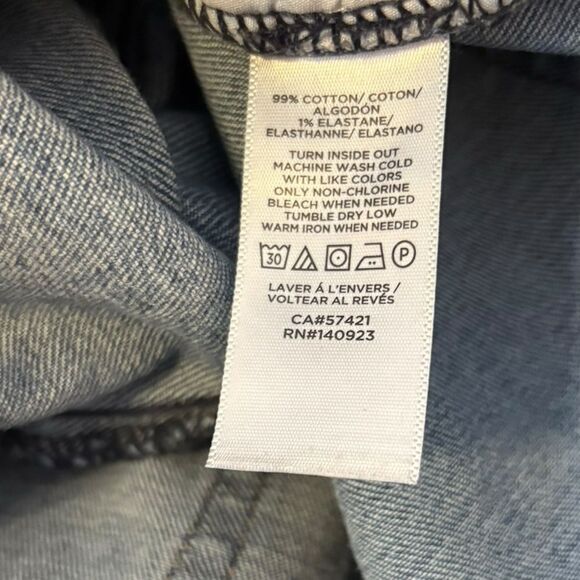 99% COTTON/ COTON/
ALGODÓN
1% ELASTANE/
ELASTHANNE/ ELASTANO
TURN INSIDE OUT
MACHINE WASH COLD
WITH LIKE COLORS
ONLY NON-CHLORINE
BLEACH WHEN NEEDED
TUMBLE DRY LOW
WARM IRON WHEN NEEDED
30 P
LAVER Á L'ENVERS /
VOLTEAR AL REVÉS
CA#57421
RN#140923